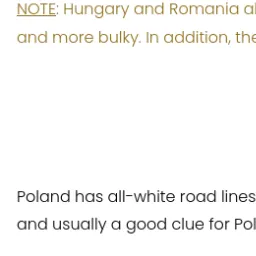 NOTE: Hungary and Romania al
and more bulky. In addition, the
Poland has all-white road lines
and usually a good clue for Pol